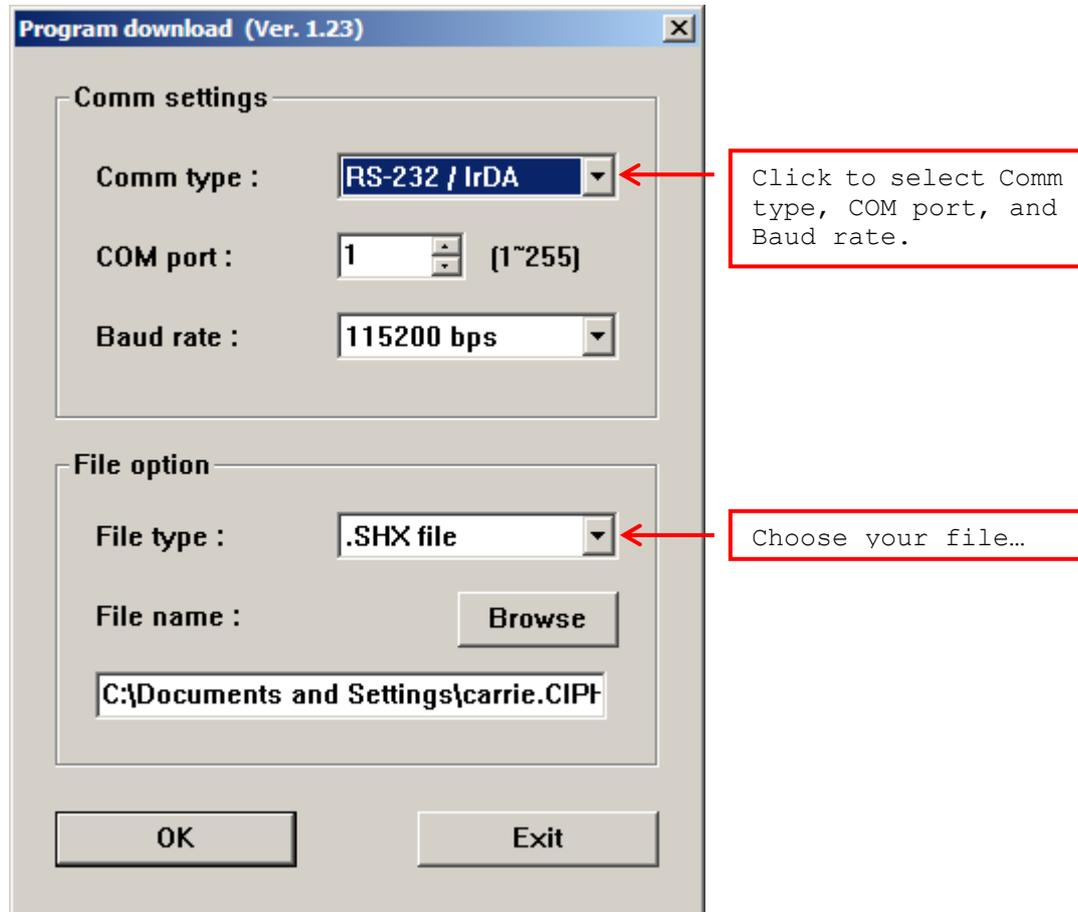 Program download (Ver. 1.23)
Comm settings
Comm type :
RS-232 / IrDA
Click to select Comm
type, COM port, and
Baud rate.
COM port :
1
(1~255)
Baud rate :
115200 bps
File option
File type :
.SHX file
Choose your file…
File name :
Browse
C:\Documents and Settings\carrie.CIPH
OK
Exit